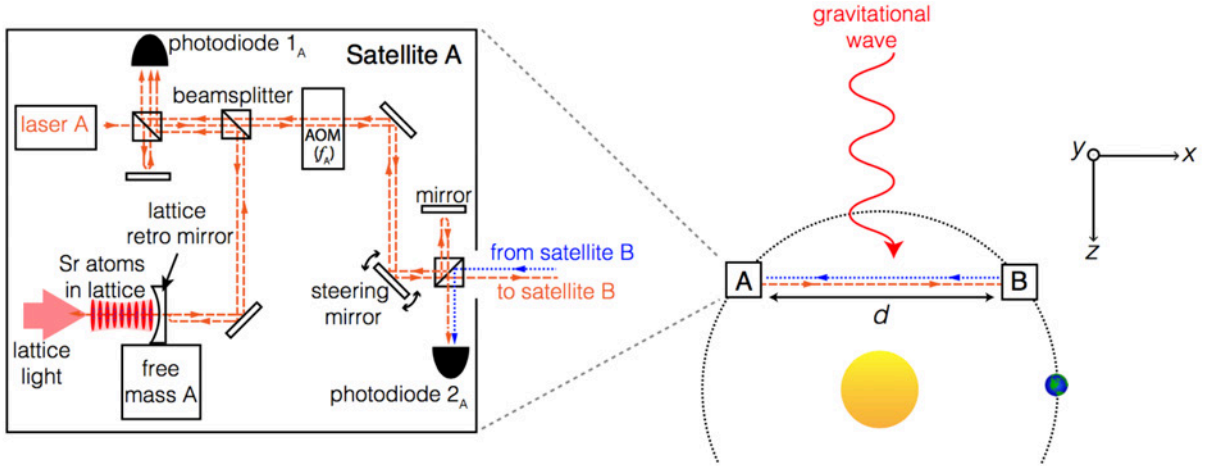 photodiode 1A
Satellite A
beamsplitter
laser A
AOM
(fA)
mirror
lattice
retro mirror
Sr atoms
in lattice
steering
mirror
from satellite B
to satellite B
lattice
light
free
mass A
photodiode 2A
gravitational
wave
A
B
d
y
x
z